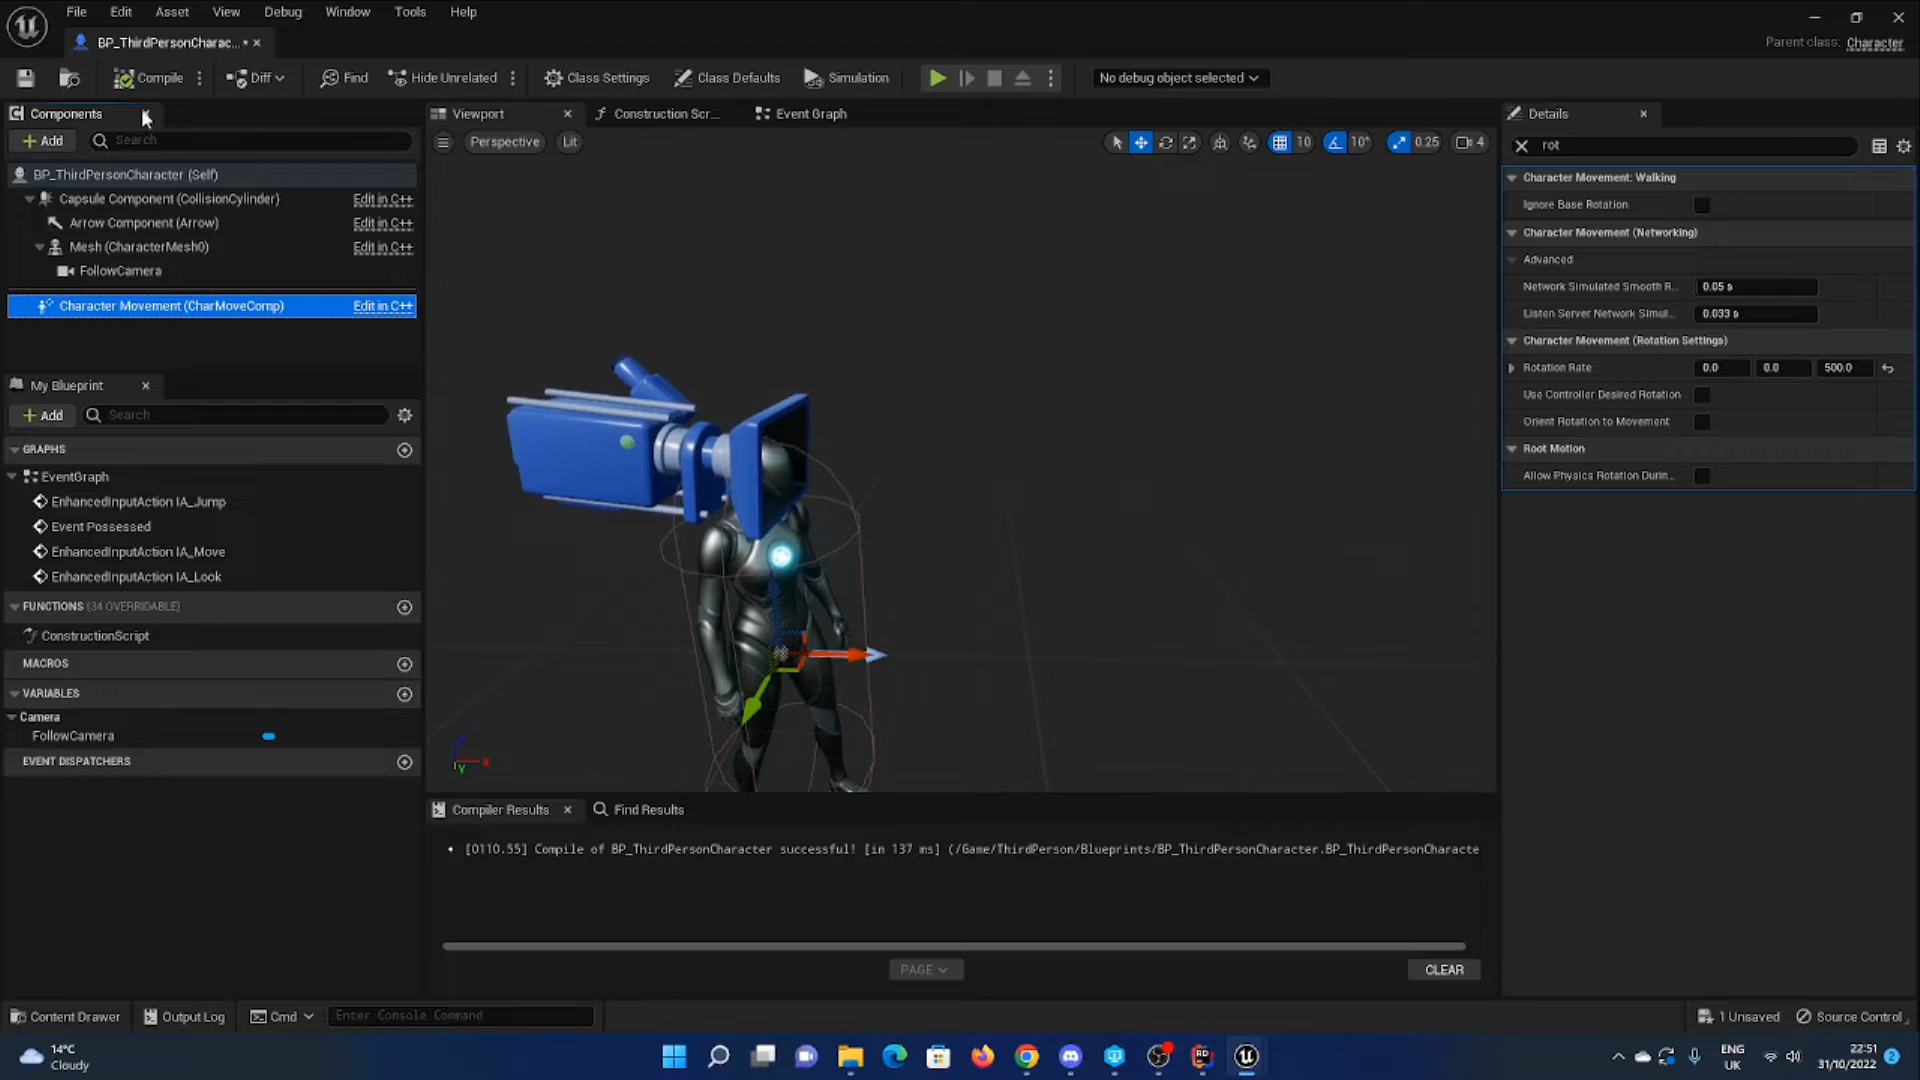 File Edit Asset View Debug Window Tools Help
BP_ThirdPersonCharac... •
Parent class: Character
Compile Diff Find Hide Unrelated Class Settings Class Defaults Simulation No debug object selected
Components Viewport Construction Scr... Event Graph Details
Add Search Perspective Lit 10 10° 0.25 4 rot
BP_ThirdPersonCharacter (Self)
Capsule Component (CollisionCylinder) Edit in C++
Arrow Component (Arrow) Edit in C++
Mesh (CharacterMesh0) Edit in C++
FollowCamera
Character Movement (CharMoveComp) Edit in C++
My Blueprint
Add Search
GRAPHS
EventGraph
EnhancedInputAction IA_Jump
Event Possessed
EnhancedInputAction IA_Move
EnhancedInputAction IA_Look
FUNCTIONS (34 OVERRIDABLE)
ConstructionScript
MACROS
VARIABLES
Camera
FollowCamera
EVENT DISPATCHERS
Character Movement: Walking
Ignore Base Rotation
Character Movement (Networking)
Advanced
Network Simulated Smooth R... 0.05 s
Listen Server Network Simul... 0.033 s
Character Movement (Rotation Settings)
Rotation Rate 0.0 0.0 500.0
Use Controller Desired Rotation
Orient Rotation to Movement
Root Motion
Allow Physics Rotation Durin...
Y
Compiler Results Find Results
[0110.55] Compile of BP_ThirdPersonCharacter successful! [in 137 ms] (/Game/ThirdPerson/Blueprints/BP_ThirdPersonCharacter.BP_ThirdPersonCharacte
PAGE CLEAR
Content Drawer Output Log Cmd Enter Console Command 1 Unsaved Source Control
14°C
Cloudy
ENG
UK
22:51
31/10/2022
2